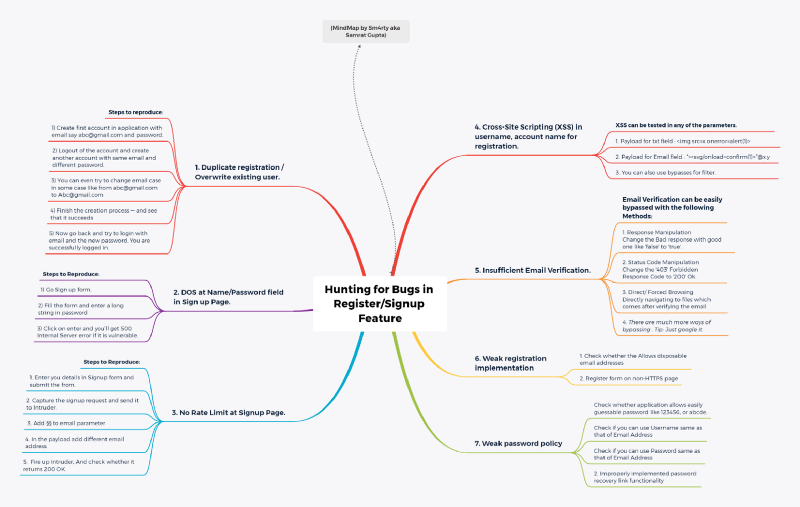 (MindMap by Sm4rty aka
Samrat Gupta)
Hunting for Bugs in
Register/Signup
Feature
1. Duplicate registration /
Overwrite existing user.
Steps to reproduce:
1) Create first account in application with
email say abc@gmail.com and password.
2) Logout of the account and create
another account with same email and
different password.
3) You can even try to change email case
in some case like from abc@gmail.com
to Abc@gmail.com
4) Finish the creation process — and see
that it succeeds
5) Now go back and try to login with
email and the new password. You are
successfully logged in.
2. DOS at Name/Password field
in Sign up Page.
Steps to Reproduce:
1) Go Sign up form.
2) Fill the form and enter a long
string in password
3) Click on enter and you'll get 500
Internal Server error if it is vulnerable.
3. No Rate Limit at Signup Page.
Steps to Reproduce:
1. Enter you details in Signup form and
submit the from.
2. Capture the signup request and send it
to Intruder.
3. Add §§ to email parameter
4. In the payload add different email
address
5. Fire up Intruder, And check whether it
returns 200 OK.
4. Cross-Site Scripting (XSS) in
username, account name for
registration.
XSS can be tested in any of the parameters.
1. Payload for txt field : <img src=x onerror=alert(1)>
2. Payload for Email field : "><svg/onload=confirm(1)>"@x.y
3. You can also use bypasses for filter.
5. Insufficient Email Verification.
Email Verification can be easily
bypassed with the following
Methods:
1. Response Manipulation
Change the Bad response with good
one like 'false' to 'true'.
2. Status Code Manipulation
Change the '403' Forbidden
Response Code to '200' Ok.
3. Direct/ Forced Browsing
Directly navigating to files which
comes after verifying the email
4. There are much more ways of
bypassing . Tip: Just google it.
6. Weak registration
implementation
1. Check whether the Allows disposable
email addresses
2. Register form on non-HTTPS page
7. Weak password policy
Check whether application allows easily
guessable password like 123456, or abcde.
Check if you can use Username same as
that of Email Address
Check if you can use Password same as
that of Email Address
2. Improperly implemented password
recovery link functionality